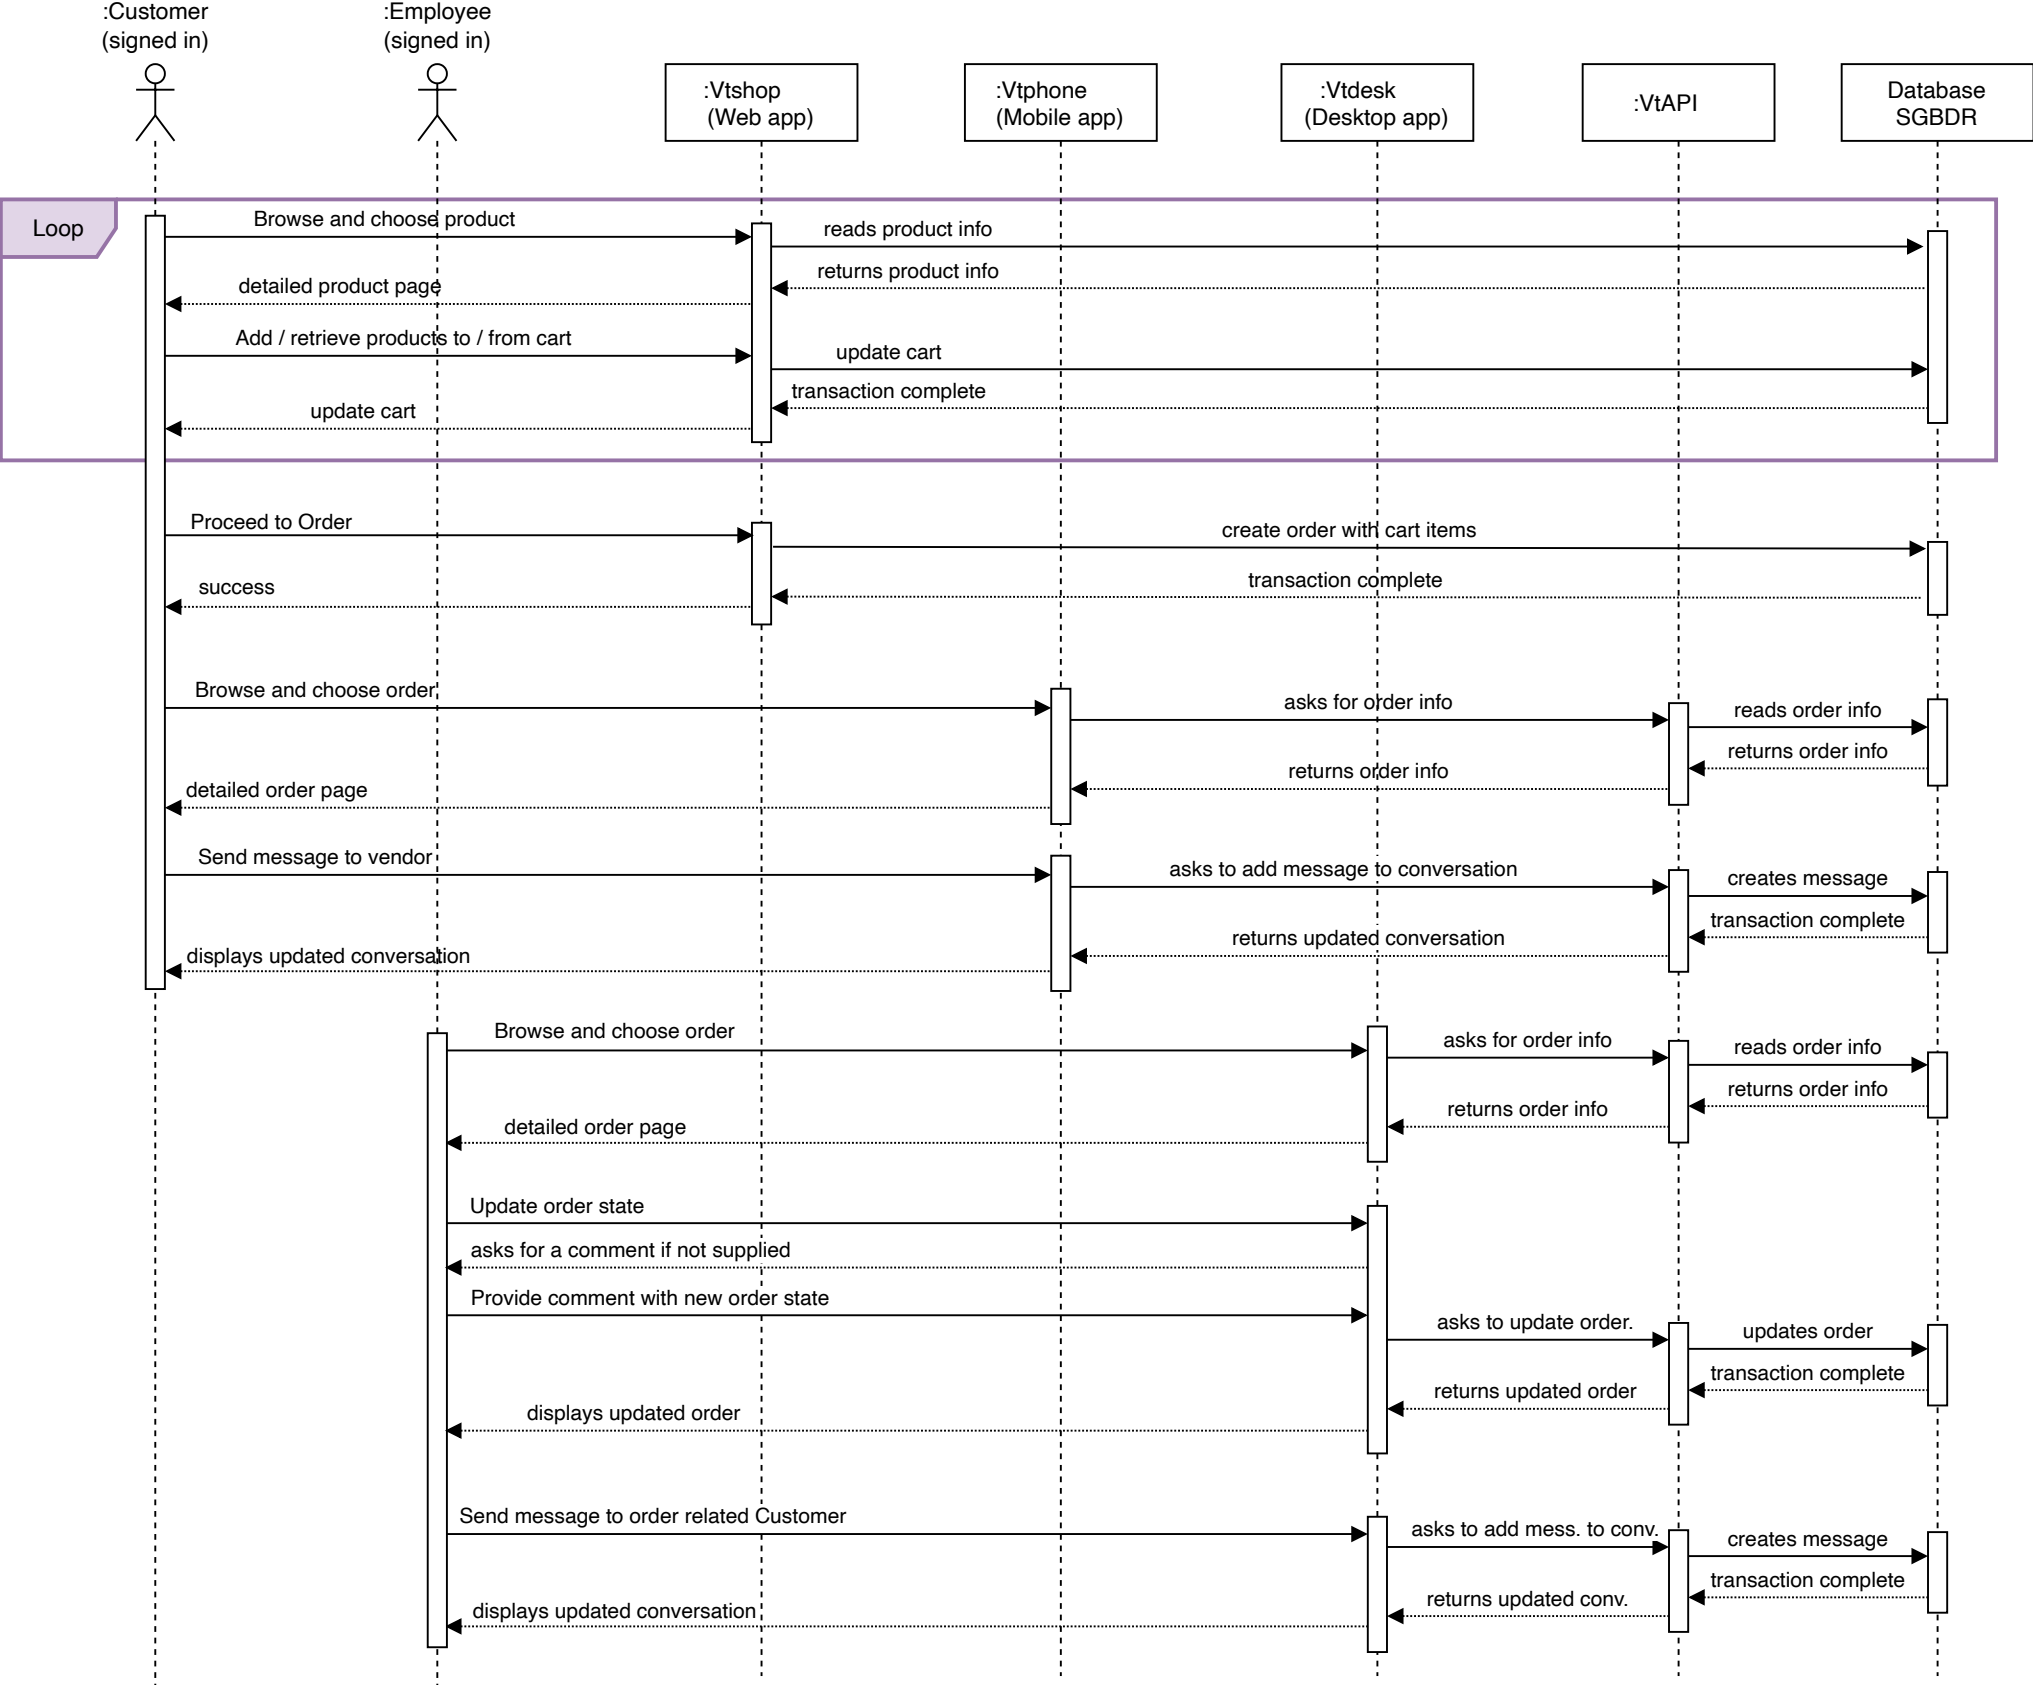 :Customer
(signed in)
:Employee
(signed in)
:Vtshop
(Web app)
:Vtphone
(Mobile app)
:Vtdesk
(Desktop app)
:VtAPI
Database
SGBDR
Loop
Browse and choose product
reads product info
returns product info
detailed product page
Add / retrieve products to / from cart
update cart
transaction complete
update cart
Proceed to Order
create order with cart items
transaction complete
success
Browse and choose order
asks for order info
reads order info
returns order info
returns order info
detailed order page
Send message to vendor
asks to add message to conversation
creates message
transaction complete
returns updated conversation
displays updated conversation
Browse and choose order
asks for order info
reads order info
returns order info
returns order info
detailed order page
Update order state
asks for a comment if not supplied
Provide comment with new order state
asks to update order.
updates order
transaction complete
returns updated order
displays updated order
Send message to order related Customer
asks to add mess. to conv.
creates message
transaction complete
returns updated conv.
displays updated conversation